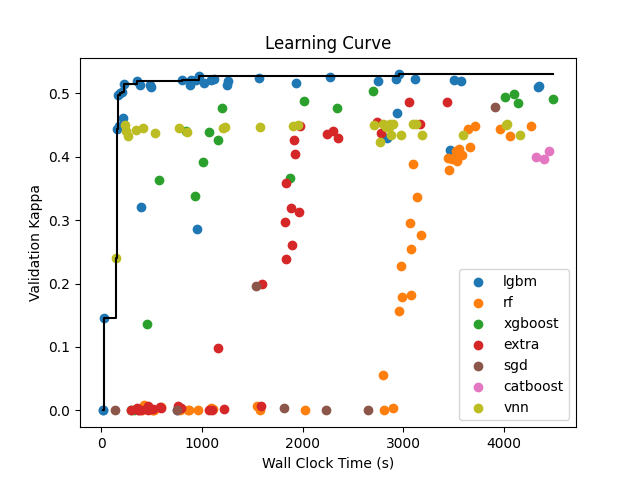 Learning Curve
Validation Kappa
0.5
0.4
0.3
0.2
0.1
0.0
0
1000
2000
3000
4000
Wall Clock Time (s)
lgbm
rf
xgboost
extra
sgd
catboost
vnn